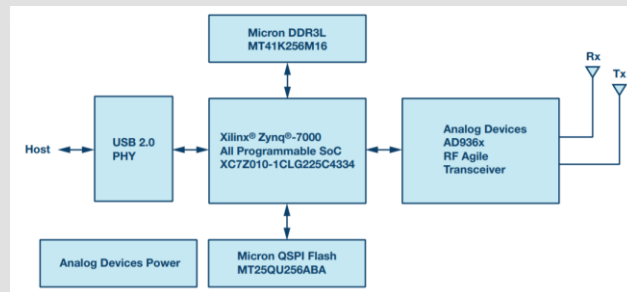 Micron DDR3L
MT41K256M16
Rx
Tx
Host
USB 2.0
PHY
Xilinx® Zynq®-7000
All Programmable SoC
XC7Z010-1CLG225C4334
Analog Devices
AD936x
RF Agile
Transceiver
Analog Devices Power
Micron QSPI Flash
MT25QU256ABA